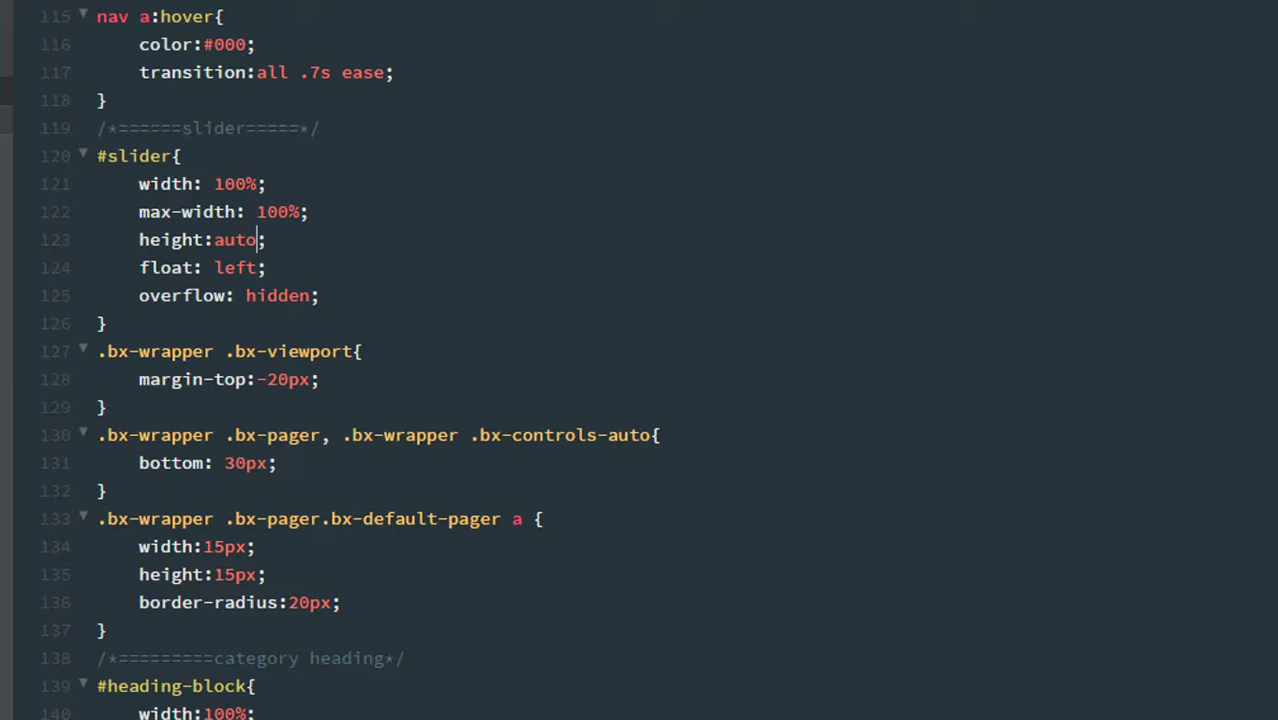 115 nav a:hover{
116 color:#000;
117 transition:all .7s ease;
118 }
119 /*======slider=====*/
120 #slider{
121 width: 100%;
122 max-width: 100%;
123 height:auto;
124 float: left;
125 overflow: hidden;
126 }
127 .bx-wrapper .bx-viewport{
128 margin-top:-20px;
129 }
130 .bx-wrapper .bx-pager, .bx-wrapper .bx-controls-auto{
131 bottom: 30px;
132 }
133 .bx-wrapper .bx-pager.bx-default-pager a {
134 width:15px;
135 height:15px;
136 border-radius:20px;
137 }
138 /*=========category heading*/
139 #heading-block{
140 width:100%;